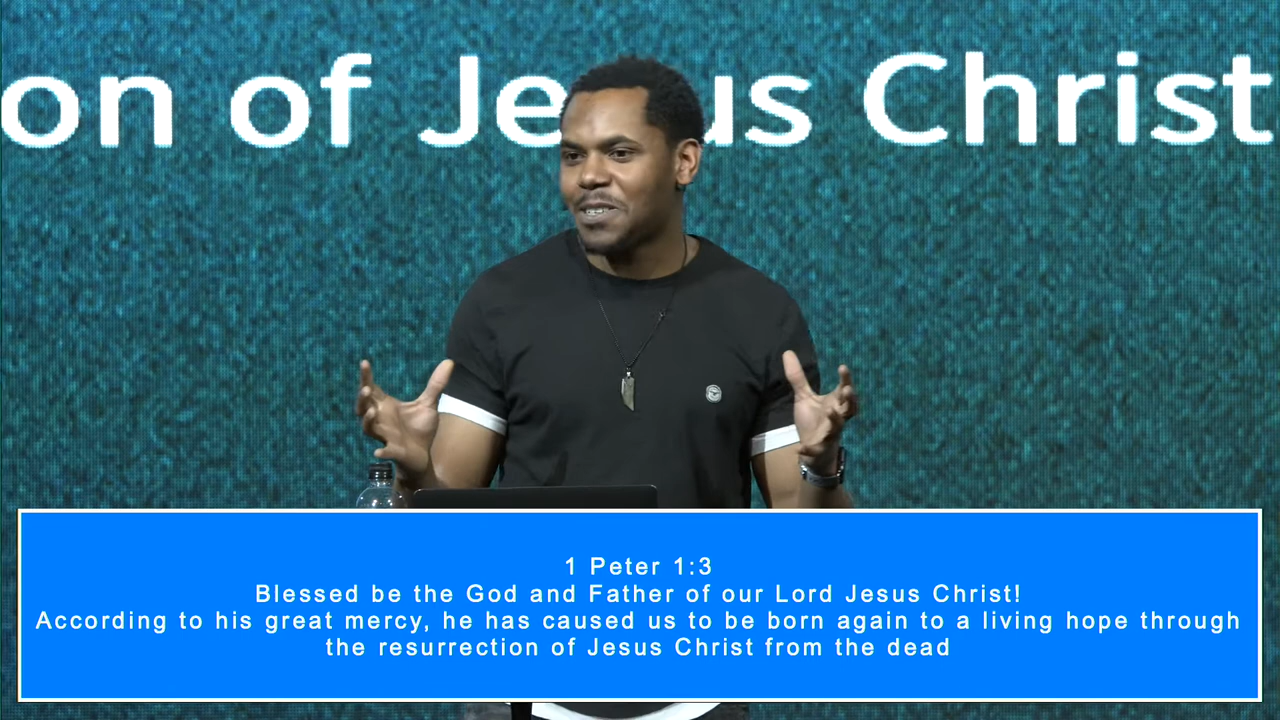 on of Jesus Christ
1 Peter 1:3
Blessed be the God and Father of our Lord Jesus Christ!
According to his great mercy, he has caused us to be born again to a living hope through
the resurrection of Jesus Christ from the dead